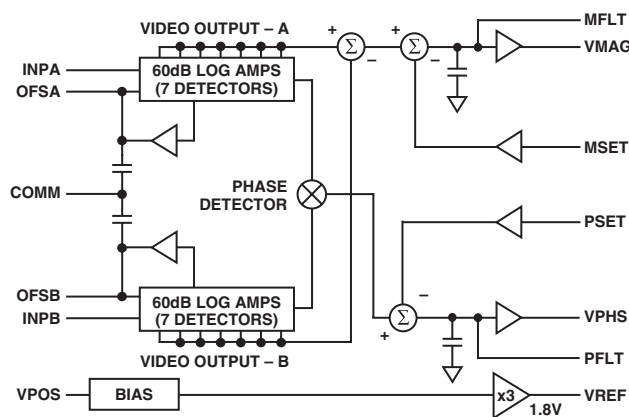 VIDEO OUTPUT – A
+
Σ
–
+
Σ
–
MFLT
VMAG
INPA
OFSA
60dB LOG AMPS
(7 DETECTORS)
MSET
COMM
PHASE
DETECTOR
PSET
OFSB
INPB
60dB LOG AMPS
(7 DETECTORS)
–
Σ
+
VPHS
VIDEO OUTPUT – B
PFLT
VPOS
BIAS
x3
1.8V
VREF